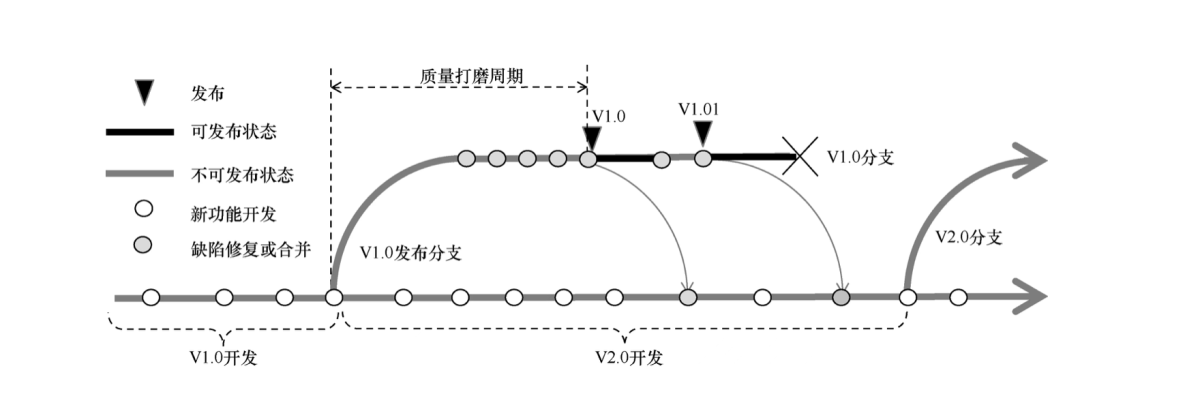 质量打磨周期
发布
可发布状态
不可发布状态
新功能开发
缺陷修复或合并
V1.0
V1.01
V1.0分支
V1.0发布分支
V2.0分支
V1.0开发
V2.0开发